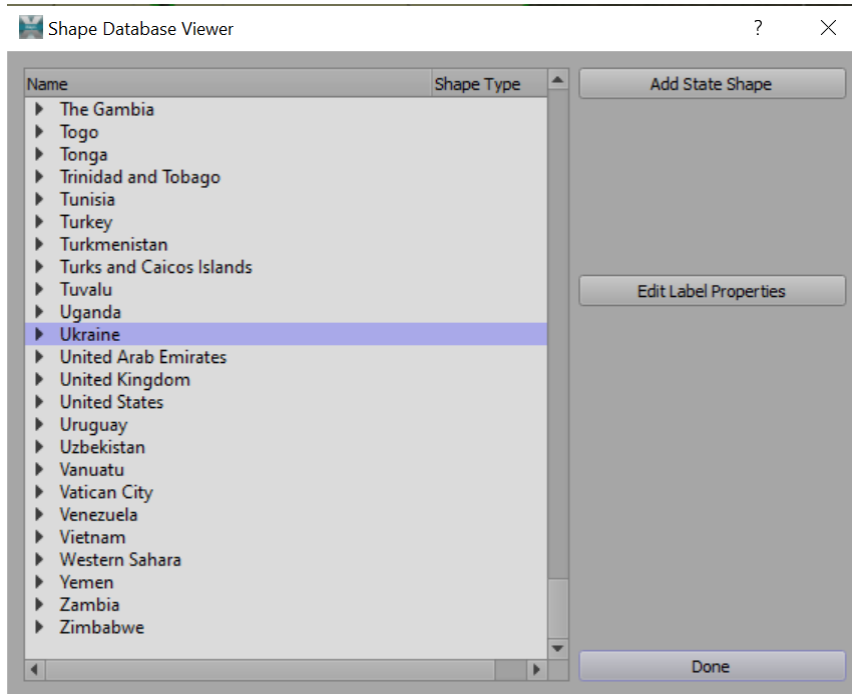 Shape Database Viewer ?
Name Shape Type
The Gambia
Togo
Tonga
Trinidad and Tobago
Tunisia
Turkey
Turkmenistan
Turks and Caicos Islands
Tuvalu
Uganda
Ukraine
United Arab Emirates
United Kingdom
United States
Uruguay
Uzbekistan
Vanuatu
Vatican City
Venezuela
Vietnam
Western Sahara
Yemen
Zambia
Zimbabwe
Add State Shape
Edit Label Properties
Done